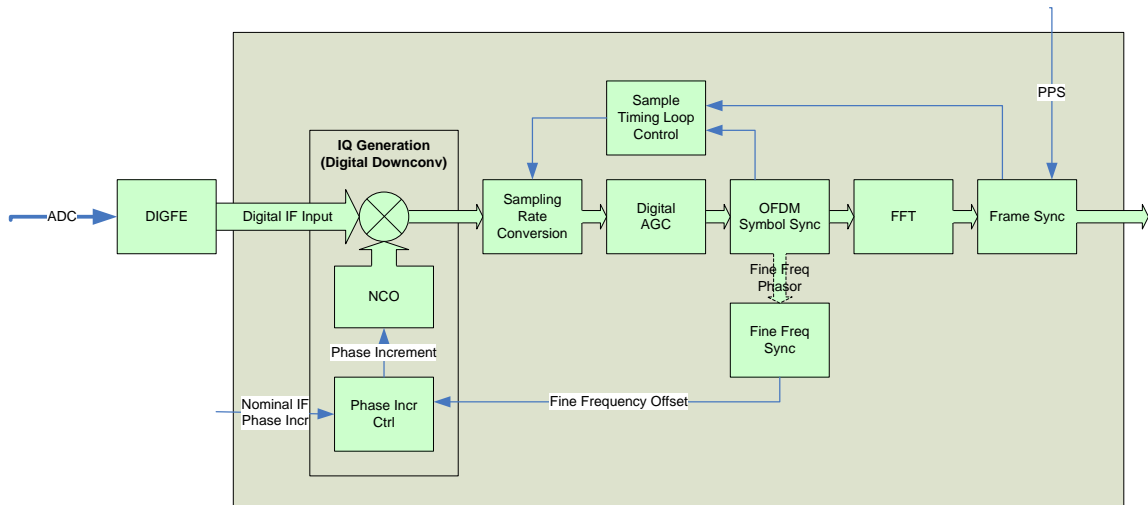 PPS
Sample
Timing Loop
Control
IQ Generation
(Digital Downconv)
ADC
DIGFE
Digital IF Input
Sampling
Rate
Conversion
Digital
AGC
OFDM
Symbol Sync
FFT
Frame Sync
Fine Freq
Phasor
NCO
Fine Freq
Sync
Phase Increment
Nominal IF
Phase Incr
Phase Incr
Ctrl
Fine Frequency Offset